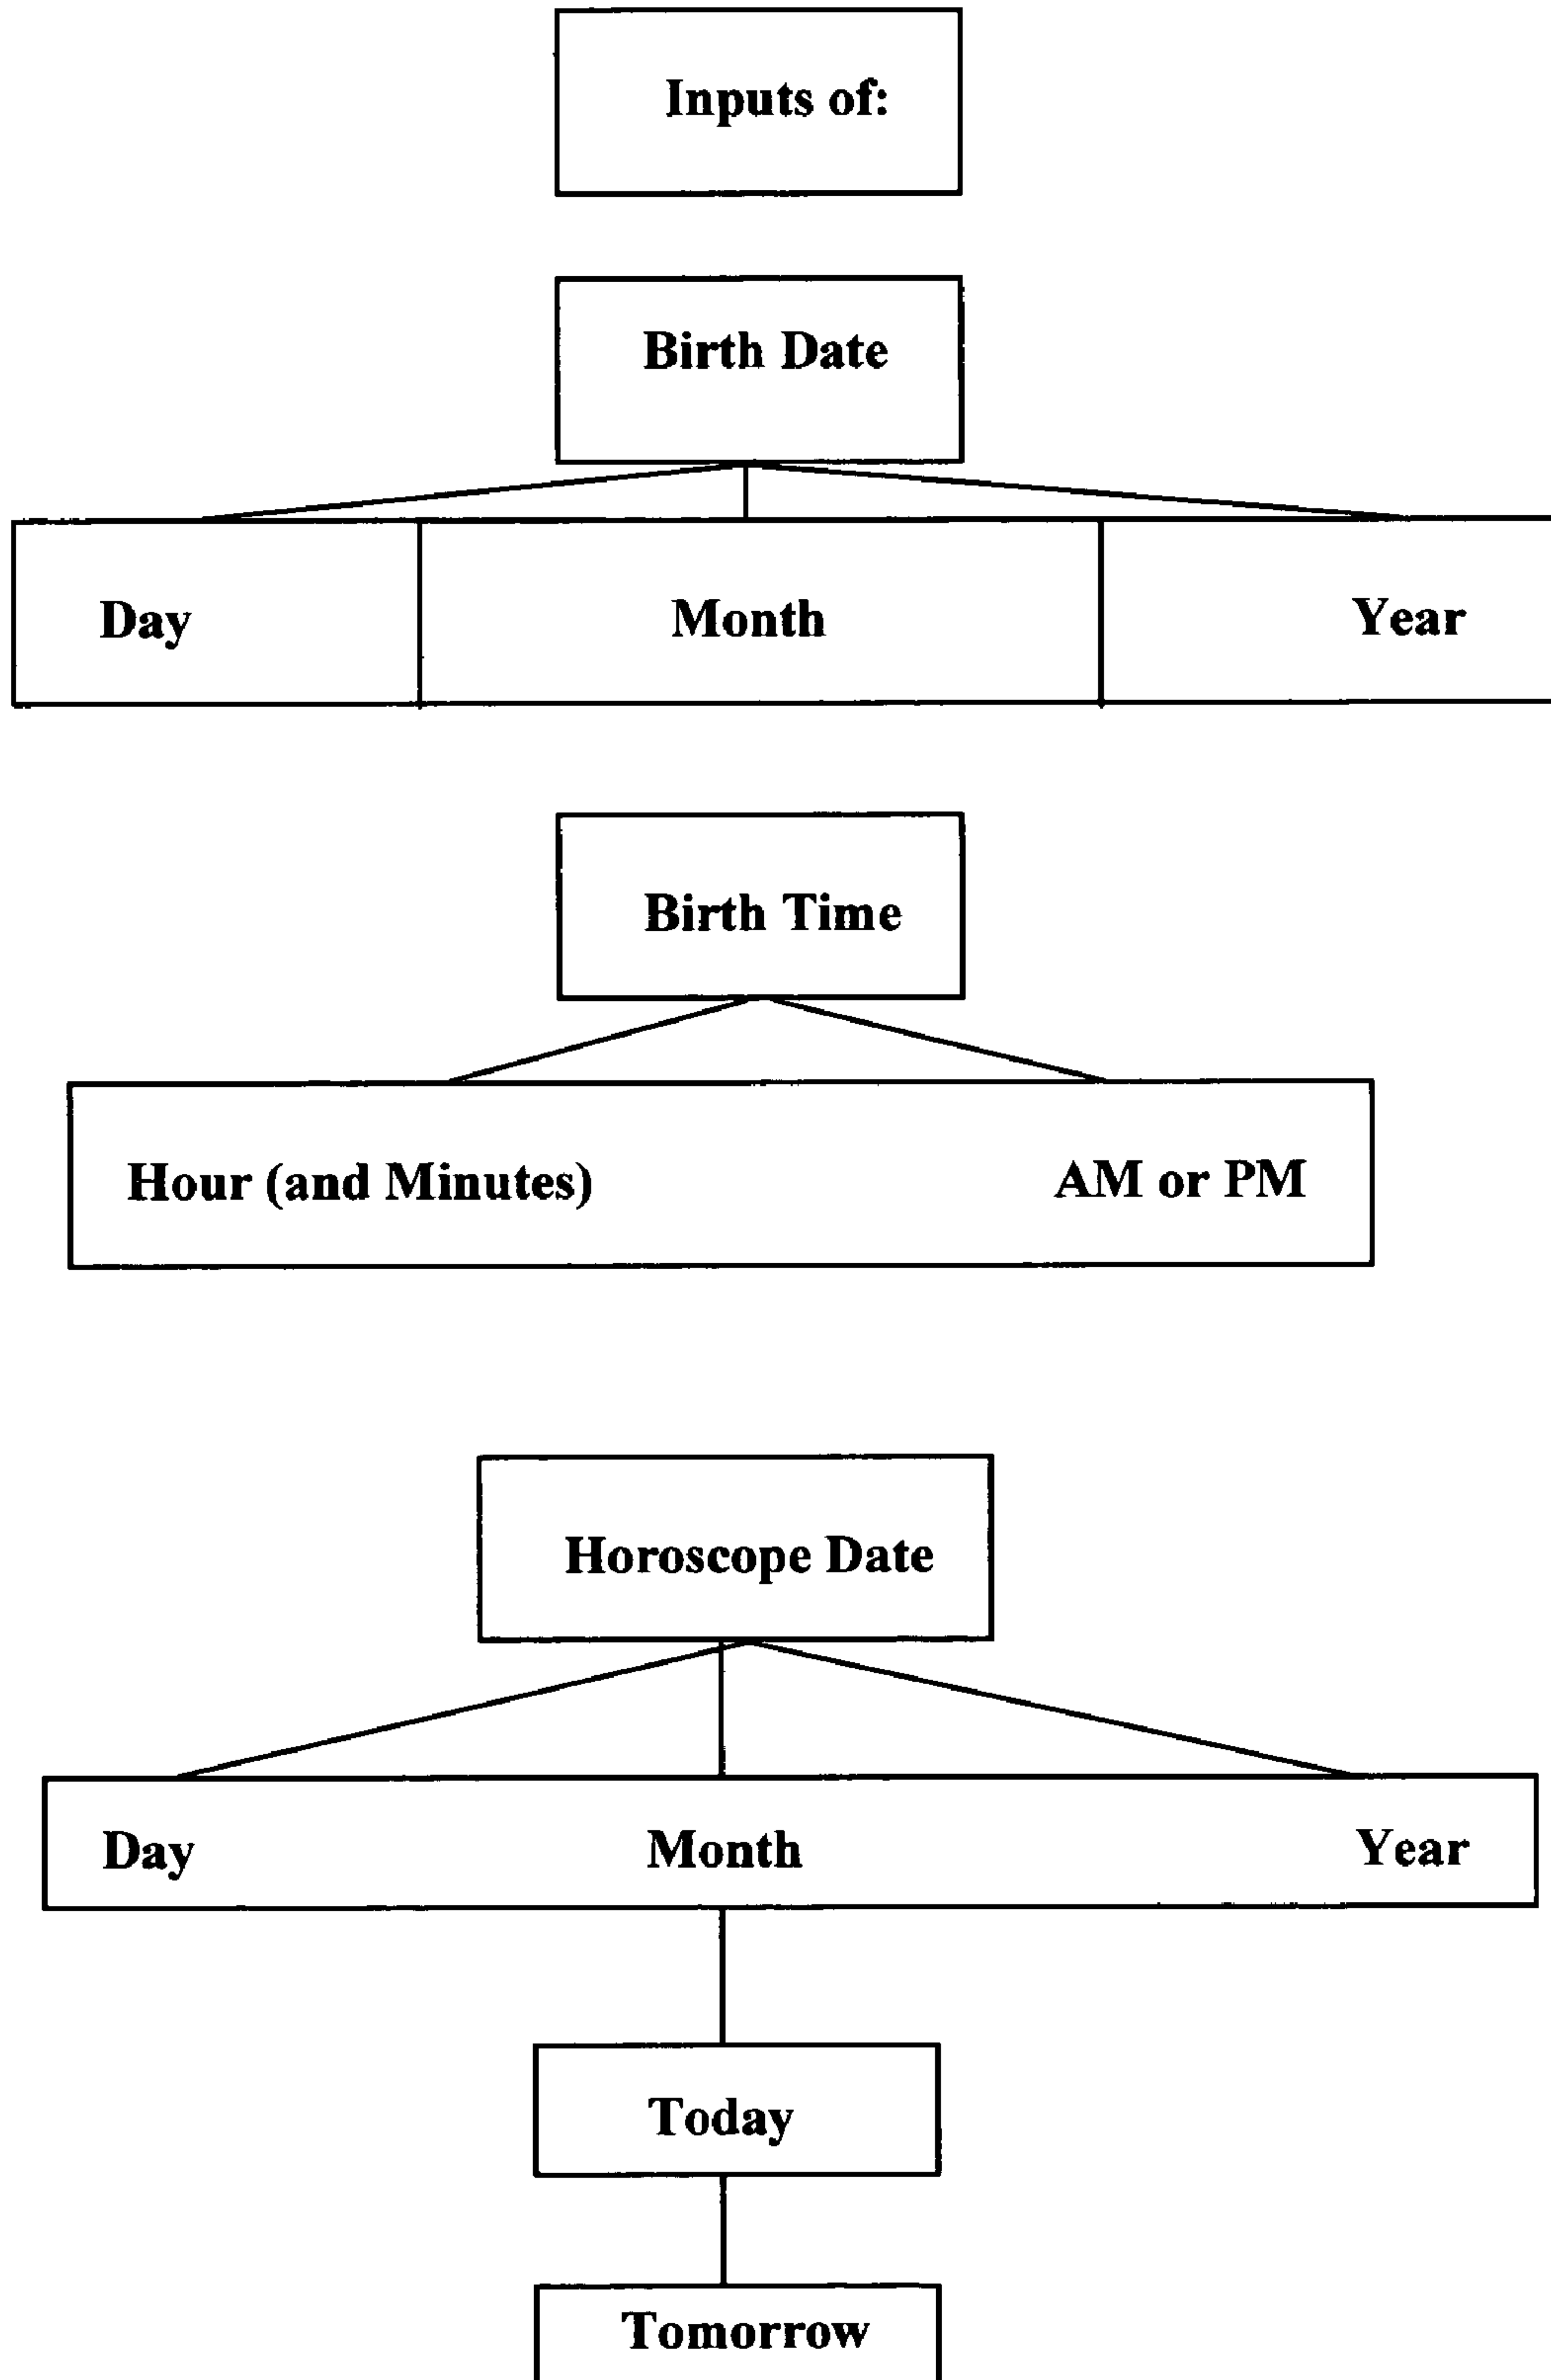 Inputs of:
Birth Date
Day Month Year
Birth Time
Hour (and Minutes) AM or PM
Horoscope Date
Day Month Year
Today
Tomorrow